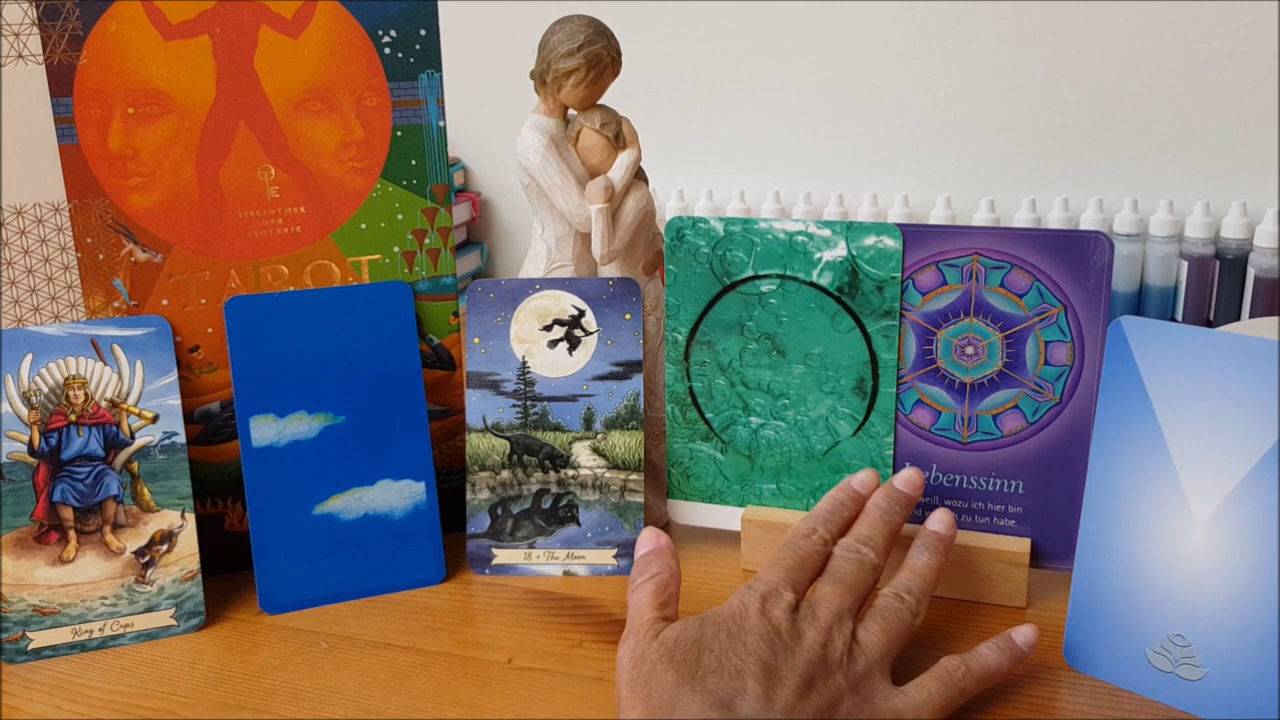 BIBLIOTHEK
DER
ESOTERIK
TAROT
King of Cups
18 • The Moon
Lebenssinn
weiß, wozu ich hier bin
zu tun habe.